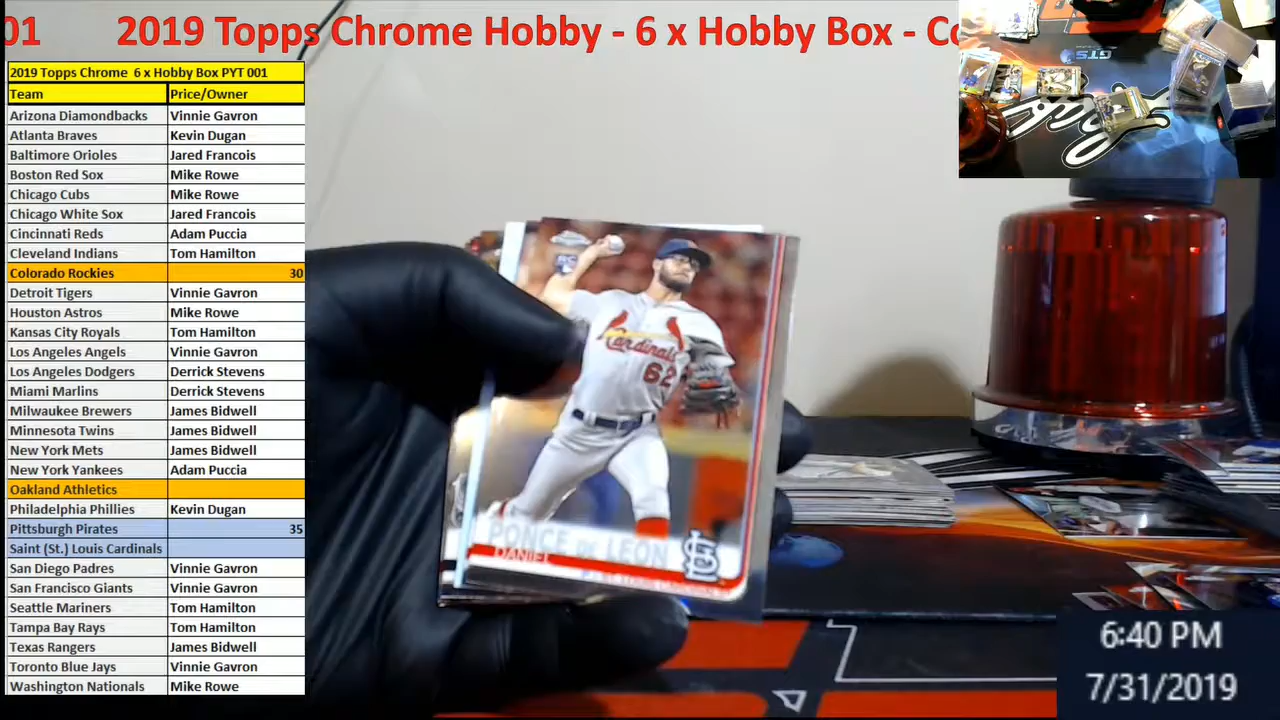 01 2019 Topps Chrome Hobby - 6 x Hobby Box - Co
2019 Topps Chrome 6 x Hobby Box PYT 001
Team Price/Owner
Arizona Diamondbacks Vinnie Gavron
Atlanta Braves Kevin Dugan
Baltimore Orioles Jared Francois
Boston Red Sox Mike Rowe
Chicago Cubs Mike Rowe
Chicago White Sox Jared Francois
Cincinnati Reds Adam Puccia
Cleveland Indians Tom Hamilton
Colorado Rockies 30
Detroit Tigers Vinnie Gavron
Houston Astros Mike Rowe
Kansas City Royals Tom Hamilton
Los Angeles Angels Vinnie Gavron
Los Angeles Dodgers Derrick Stevens
Miami Marlins Derrick Stevens
Milwaukee Brewers James Bidwell
Minnesota Twins James Bidwell
New York Mets James Bidwell
New York Yankees Adam Puccia
Oakland Athletics
Philadelphia Phillies Kevin Dugan
Pittsburgh Pirates 35
Saint (St.) Louis Cardinals
San Diego Padres Vinnie Gavron
San Francisco Giants Vinnie Gavron
Seattle Mariners Tom Hamilton
Tampa Bay Rays Tom Hamilton
Texas Rangers James Bidwell
Toronto Blue Jays Vinnie Gavron
Washington Nationals Mike Rowe
GTS
RC
Cardinals
62
PONCE DE LEON
DANIEL
6:40 PM
7/31/2019